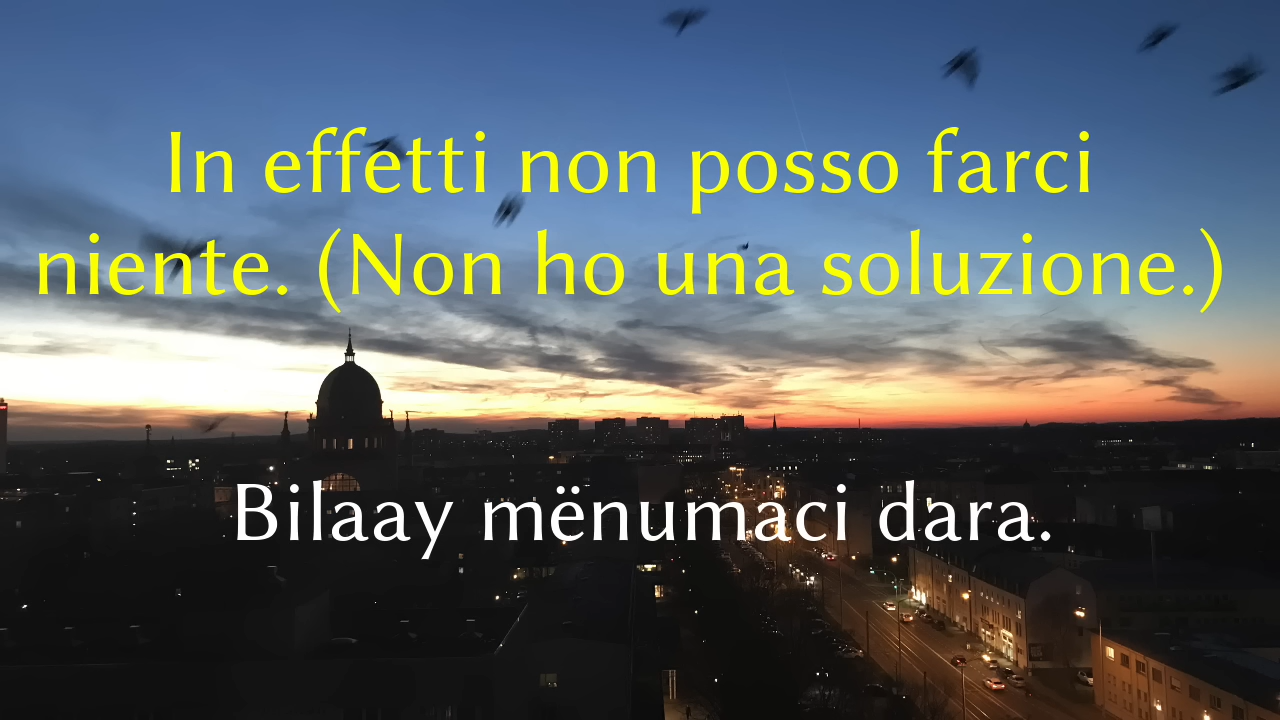 In effetti non posso farci
niente. (Non ho una soluzione.)
Bilaay mënumaci dara.